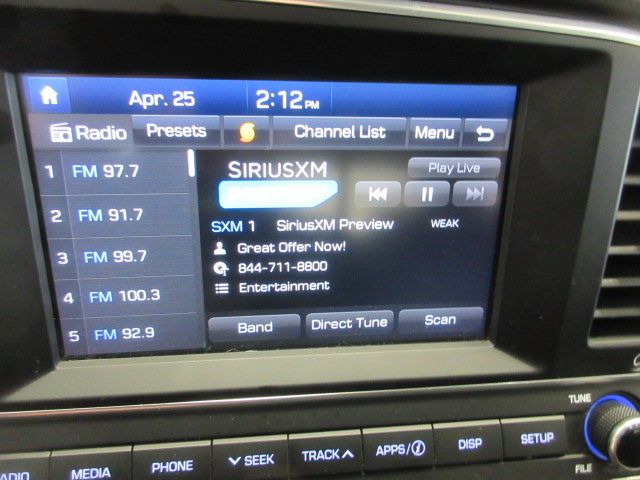 Apr. 25 2:12 PM
Radio Presets Channel List Menu
1 FM 97.7
2 FM 91.7
3 FM 99.7
4 FM 100.3
5 FM 92.9
SIRIUSXM Play Live
SXM 1 SiriusXM Preview WEAK
Great Offer Now!
844-711-8800
Entertainment
Band Direct Tune Scan
TUNE
ADIO MEDIA PHONE SEEK TRACK APPS/i DISP SETUP
FILE